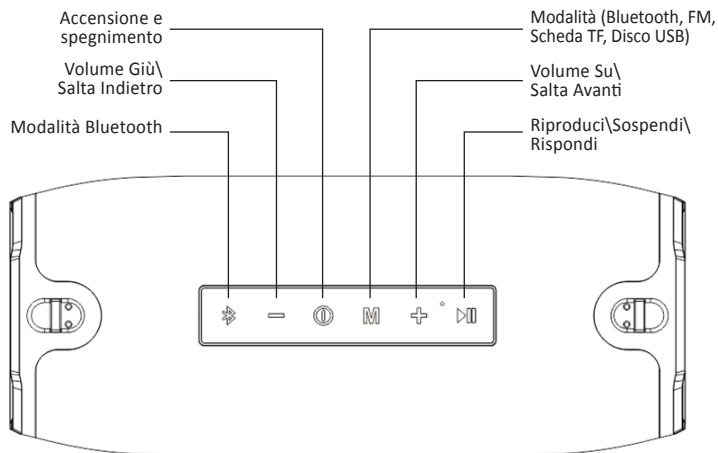 Accensione e
spegnimento
Volume Giù\
Salta Indietro
Modalità Bluetooth
Modalità (Bluetooth, FM,
Scheda TF, Disco USB)
Volume Su\
Salta Avanti
Riproduci\Sospendi\
Rispondi
M